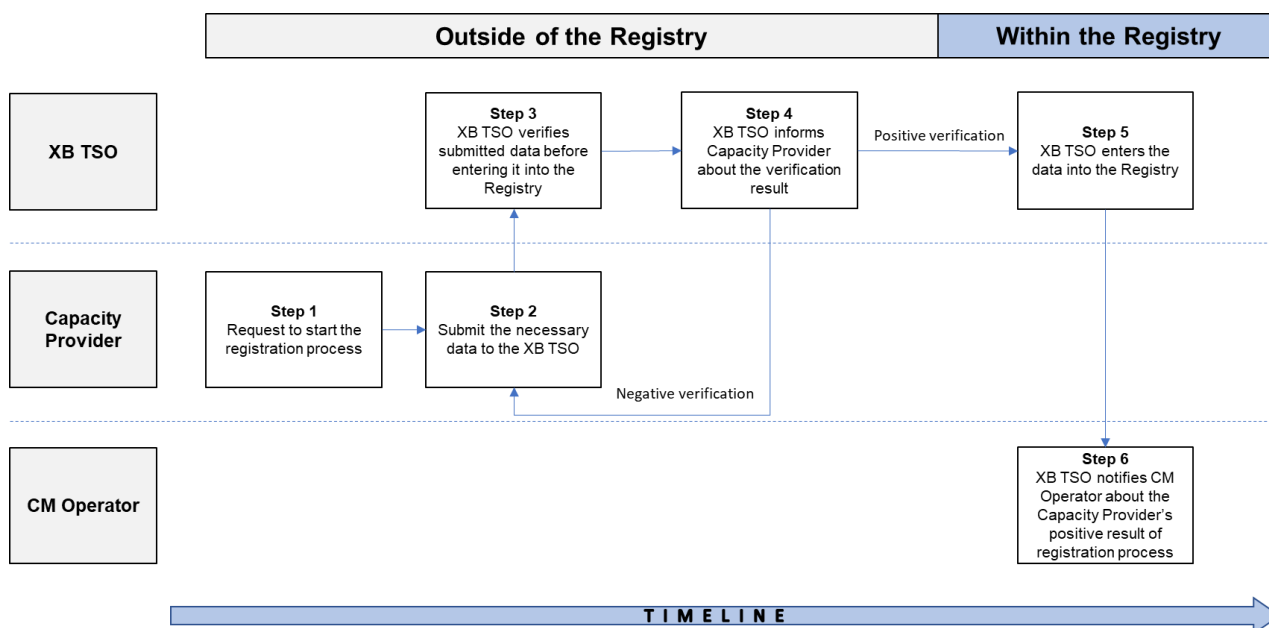 Outside of the Registry
Within the Registry
XB TSO
Step 3
XB TSO verifies
submitted data before
entering it into the
Registry
Step 4
XB TSO informs
Capacity Provider
about the verification
result
Positive verification
Step 5
XB TSO enters the
data into the Registry
Capacity
Provider
Step 1
Request to start the
registration process
Step 2
Submit the necessary
data to the XB TSO
Negative verification
CM Operator
Step 6
XB TSO notifies CM
Operator about the
Capacity Provider’s
positive result of
registration process
TIMELINE